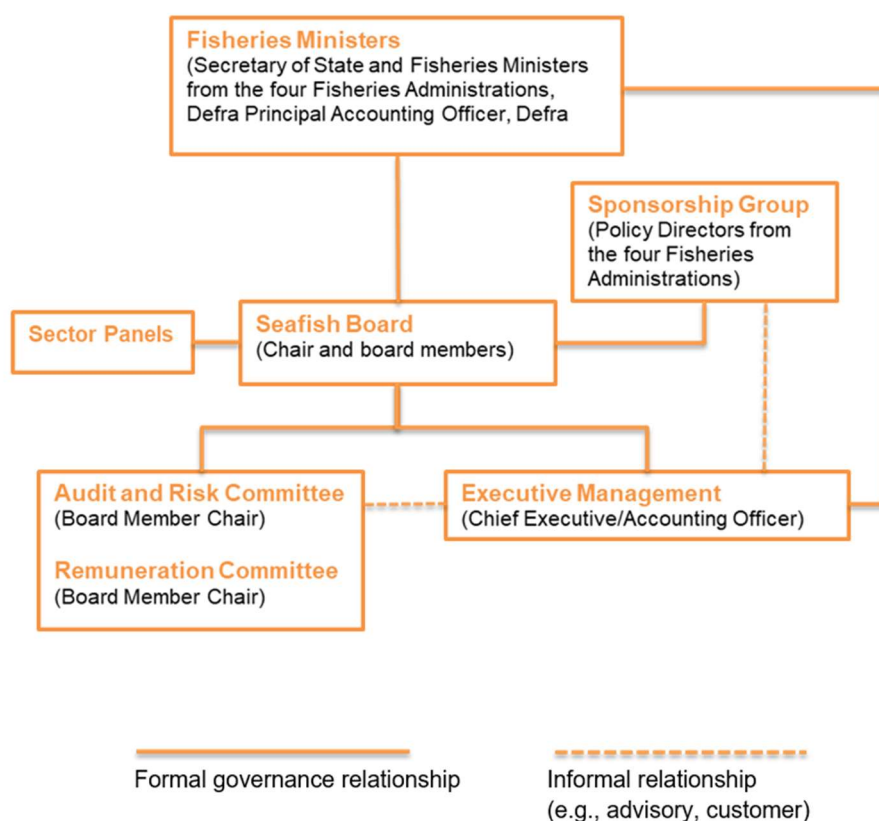 Fisheries Ministers
(Secretary of State and Fisheries Ministers
from the four Fisheries Administrations,
Defra Principal Accounting Officer, Defra
Sponsorship Group
(Policy Directors from
the four Fisheries
Administrations)
Sector Panels
Seafish Board
(Chair and board members)
Audit and Risk Committee
(Board Member Chair)
Remuneration Committee
(Board Member Chair)
Executive Management
(Chief Executive/Accounting Officer)
Formal governance relationship
Informal relationship
(e.g., advisory, customer)